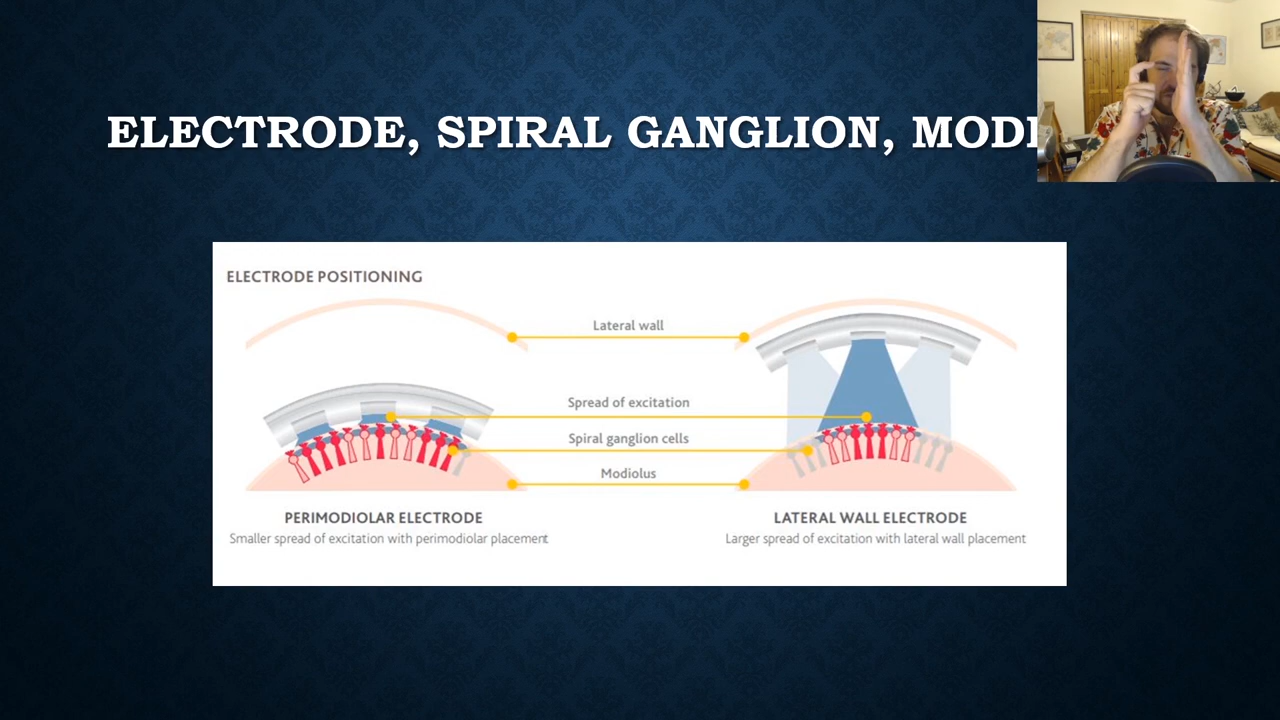 ELECTRODE, SPIRAL GANGLION,
ELECTRODE POSITIONING
Lateral wall
Spread of excitation
Spiral ganglion cells
Modiolus
PERIMODIOLAR ELECTRODE
Smaller spread of excitation with perimodiolar placement
LATERAL WALL ELECTRODE
Larger spread of excitation with lateral wall placement